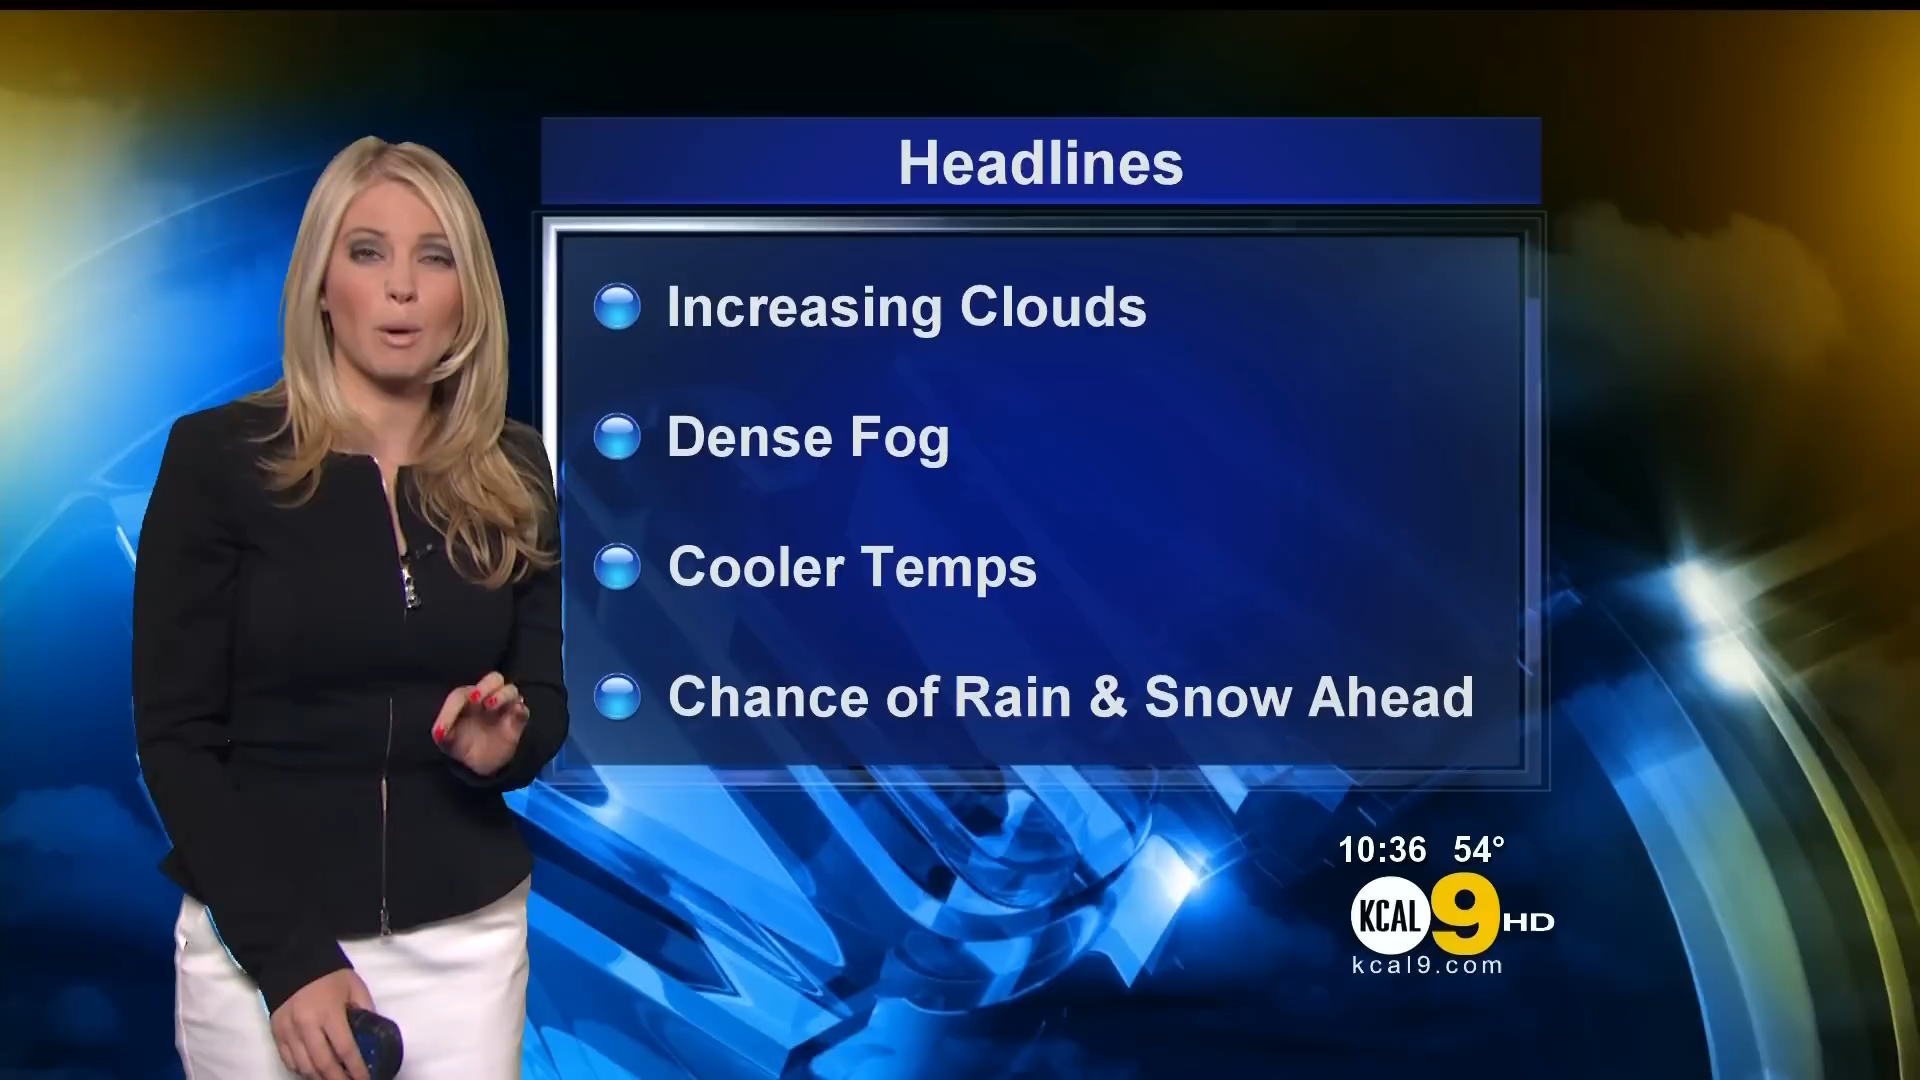 Headlines
Increasing Clouds
Dense Fog
Cooler Temps
Chance of Rain & Snow Ahead
10:36 54°
KCAL 9 HD
kcal9.com